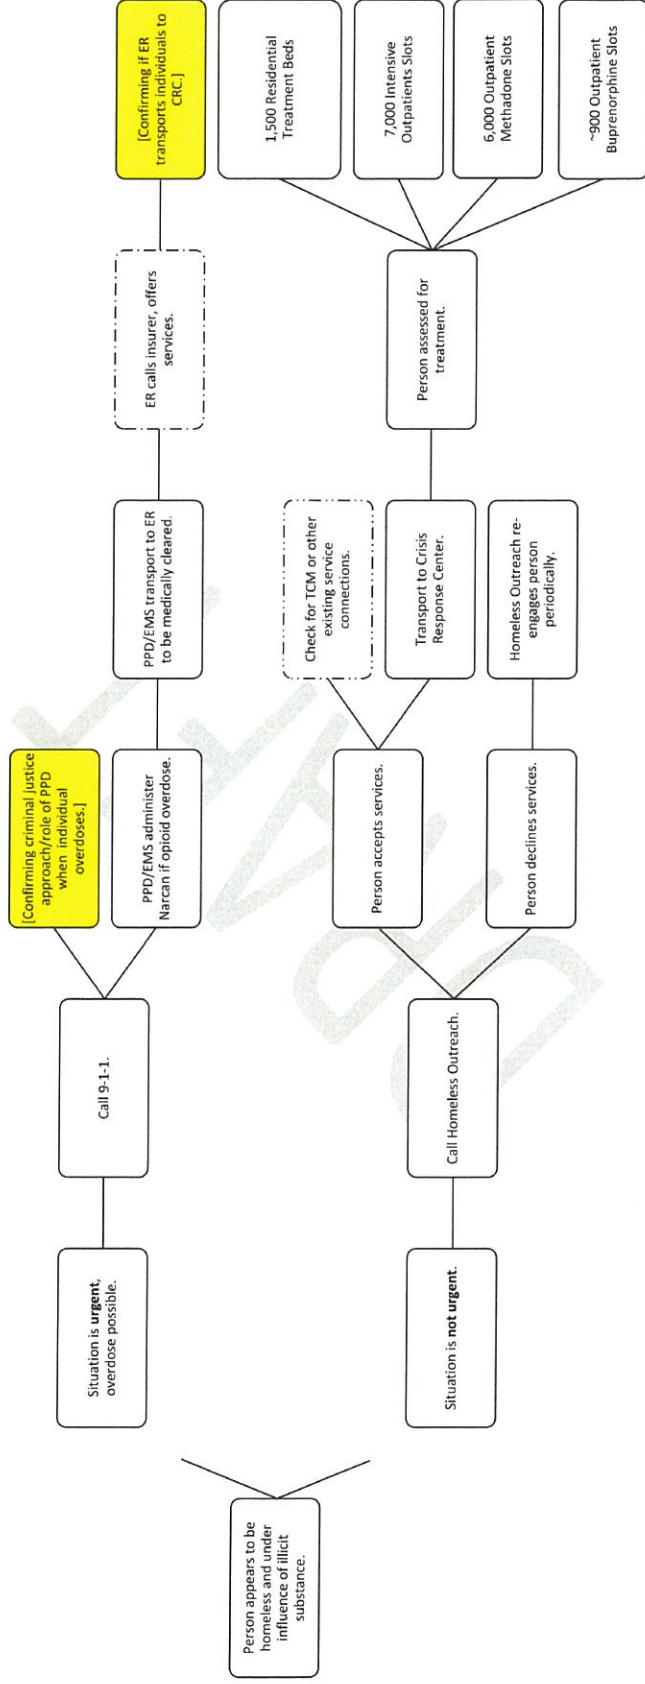 Person appears to be
homeless and under
influence of illicit
substance.
Situation is urgent,
overdose possible.
Call 9-1-1.
[Confirming criminal justice
approach/role of PPD
when individual
overdoses.]
PPD/EMS administer
Narcan if opioid overdose.
PPD/EMS transport to ER
to be medically cleared.
ER calls insurer, offers
services.
[Confirming if ER
transports individuals to
CRC.]
Situation is not urgent.
Call Homeless Outreach.
Person accepts services.
Check for TCM or other
existing service
connections.
Transport to Crisis
Response Center.
Person declines services.
Homeless Outreach re-
engages person
periodically.
Person assessed for
treatment.
1,500 Residential
Treatment Beds
7,000 Intensive
Outpatients Slots
6,000 Outpatient
Methadone Slots
~900 Outpatient
Buprenorphine Slots
DRAFT